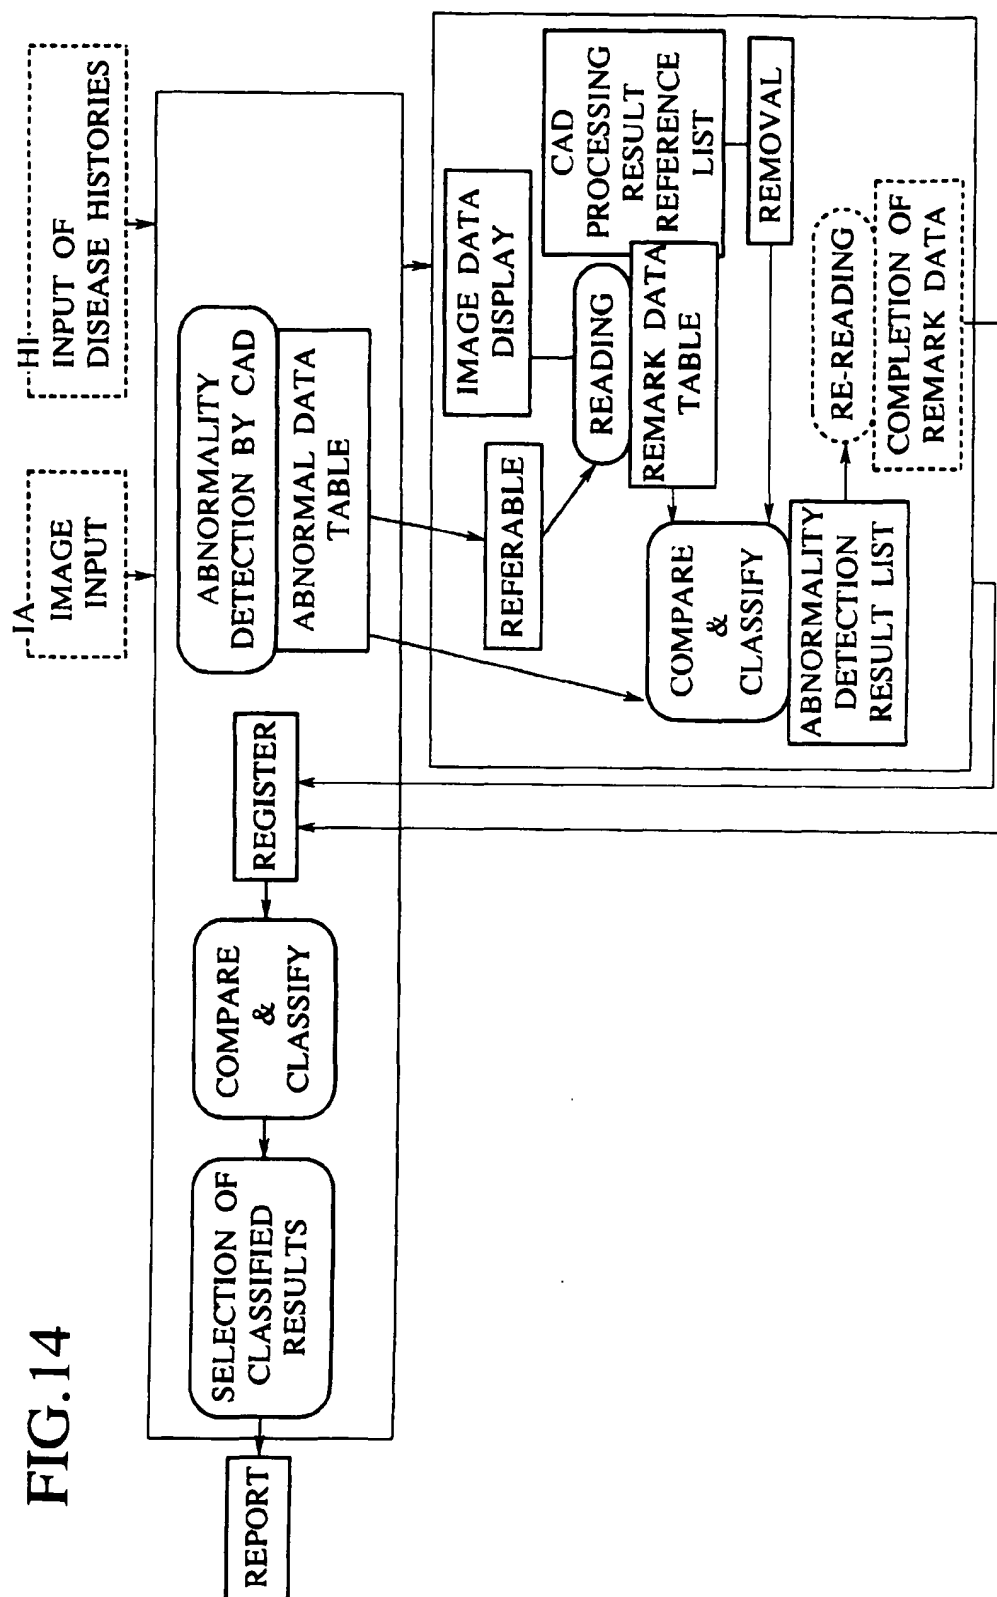 FIG.14
IA
IMAGE
INPUT
HI
INPUT OF
DISEASE HISTORIES
ABNORMALITY
DETECTION BY CAD
ABNORMAL DATA
TABLE
REGISTER
COMPARE
&
CLASSIFY
SELECTION OF
CLASSIFIED
RESULTS
REPORT
IMAGE DATA
DISPLAY
REFERABLE
READING
REMARK DATA
TABLE
CAD
PROCESSING
RESULT
REFERENCE
LIST
REMOVAL
COMPARE
&
CLASSIFY
ABNORMALITY
DETECTION
RESULT LIST
RE-READING
COMPLETION OF
REMARK DATA